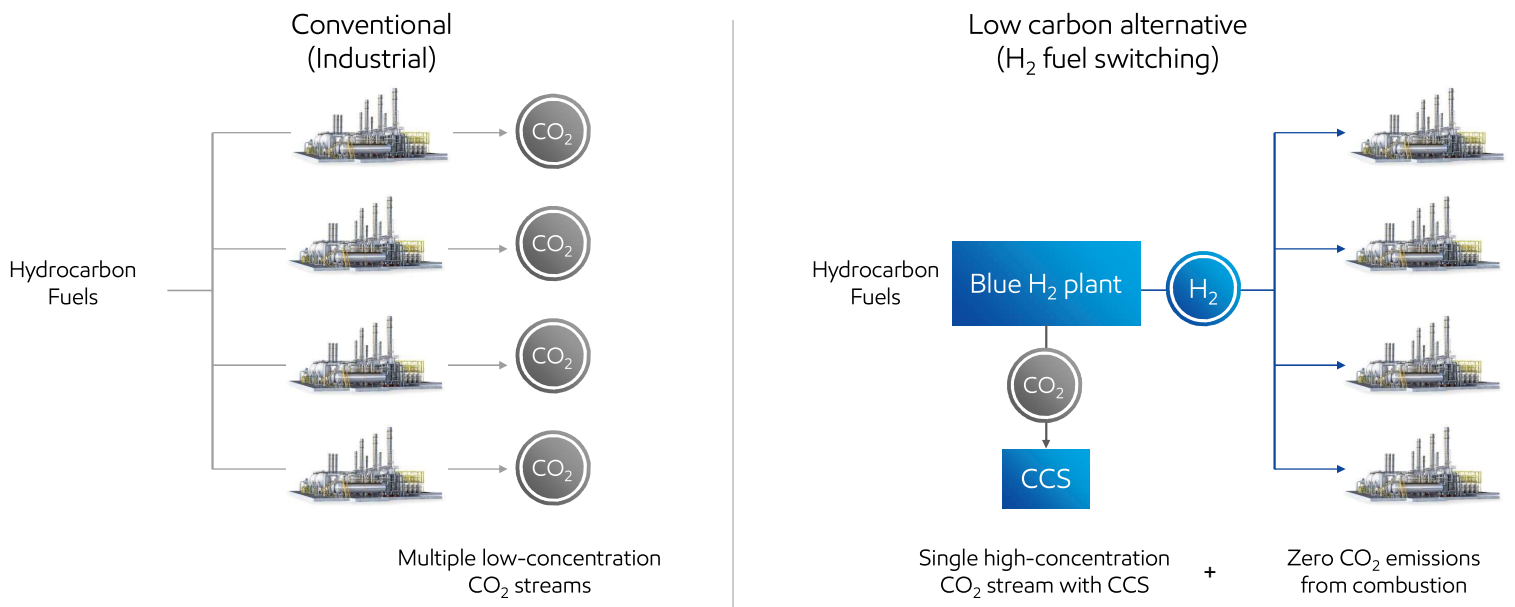 Conventional
(Industrial)
CO₂
CO₂
Hydrocarbon
Fuels
CO₂
CO₂
Multiple low-concentration
CO₂ streams
Low carbon alternative
(H₂ fuel switching)
Hydrocarbon
Fuels
Blue H₂ plant
H₂
CO₂
CCS
Single high-concentration
CO₂ stream with CCS
+
Zero CO₂ emissions
from combustion